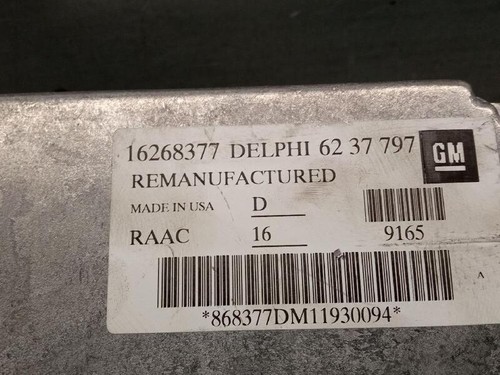 16268377 DELPHI 62 37 797 GM
REMANUFACTURED
MADE IN USA D
RAAC 16 9165
A
*868377DM11930094*